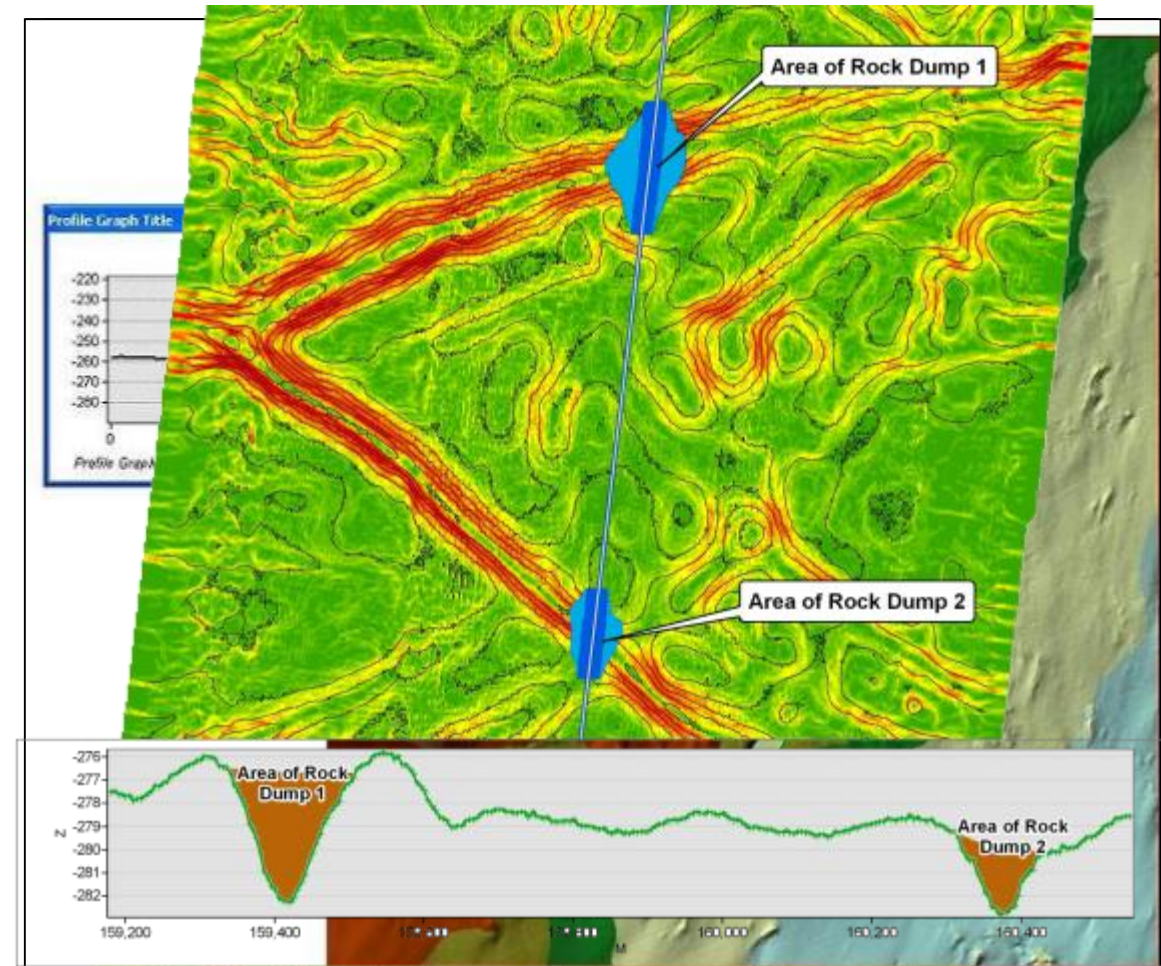 Area of Rock Dump 1
Profile Graph Title
-220
-230
-240
-250
-260
-270
-280
0
Area of Rock Dump 2
-276
-277
-278
-279
-280
-281
-282
Z
Area of Rock
Dump 1
Area of Rock
Dump 2
159,200
159,400
160,000
160,200
160,400
M